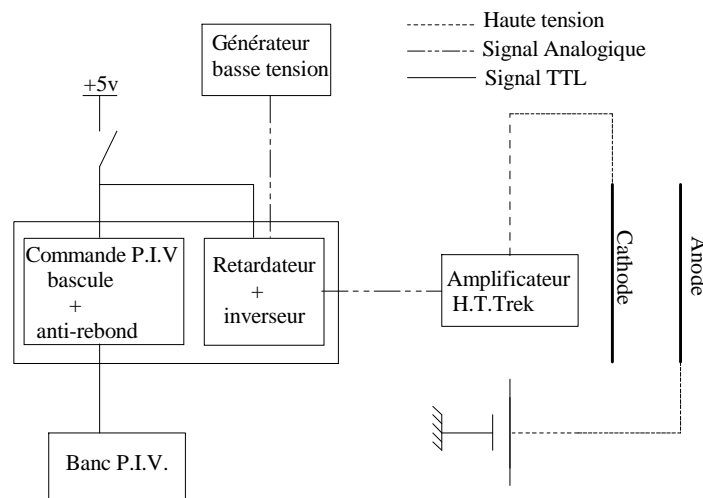 Générateur
basse tension
Haute tension
Signal Analogique
Signal TTL
+5v
Commande P.I.V
bascule
+
anti-rebond
Retardateur
+
inverseur
Amplificateur
H.T.Trek
Cathode
Anode
Banc P.I.V.